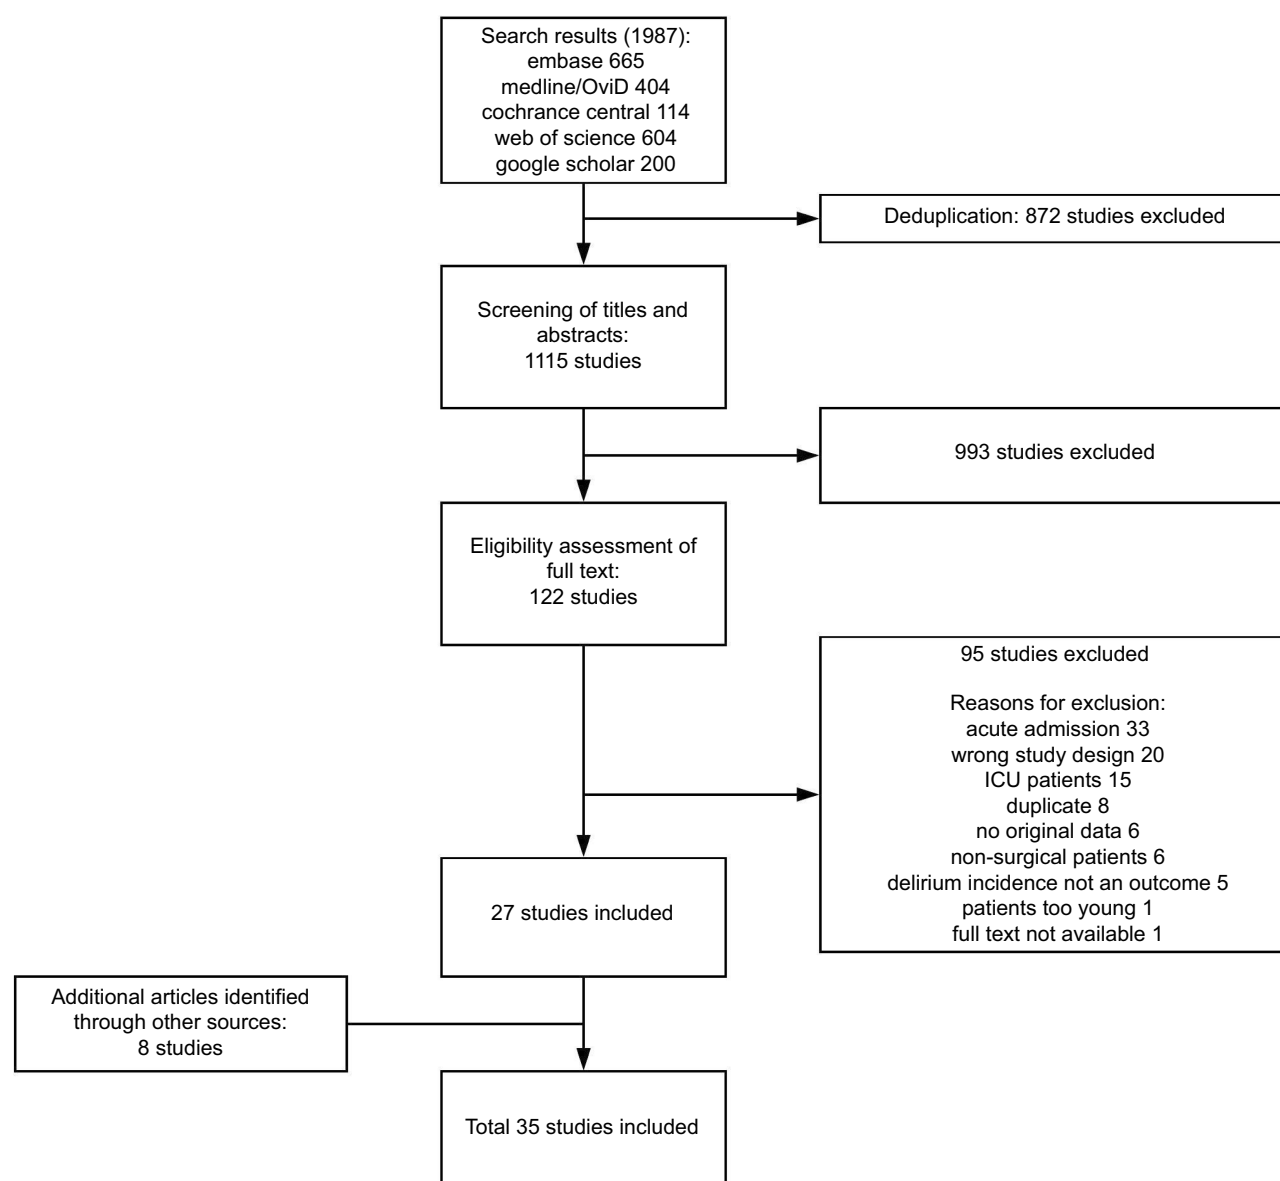 Search results (1987):
embase 665
medline/OviD 404
cochrance central 114
web of science 604
google scholar 200
Deduplication: 872 studies excluded
Screening of titles and
abstracts:
1115 studies
993 studies excluded
Eligibility assessment of
full text:
122 studies
95 studies excluded
Reasons for exclusion:
acute admission 33
wrong study design 20
ICU patients 15
duplicate 8
no original data 6
non-surgical patients 6
delirium incidence not an outcome 5
patients too young 1
full text not available 1
27 studies included
Additional articles identified
through other sources:
8 studies
Total 35 studies included